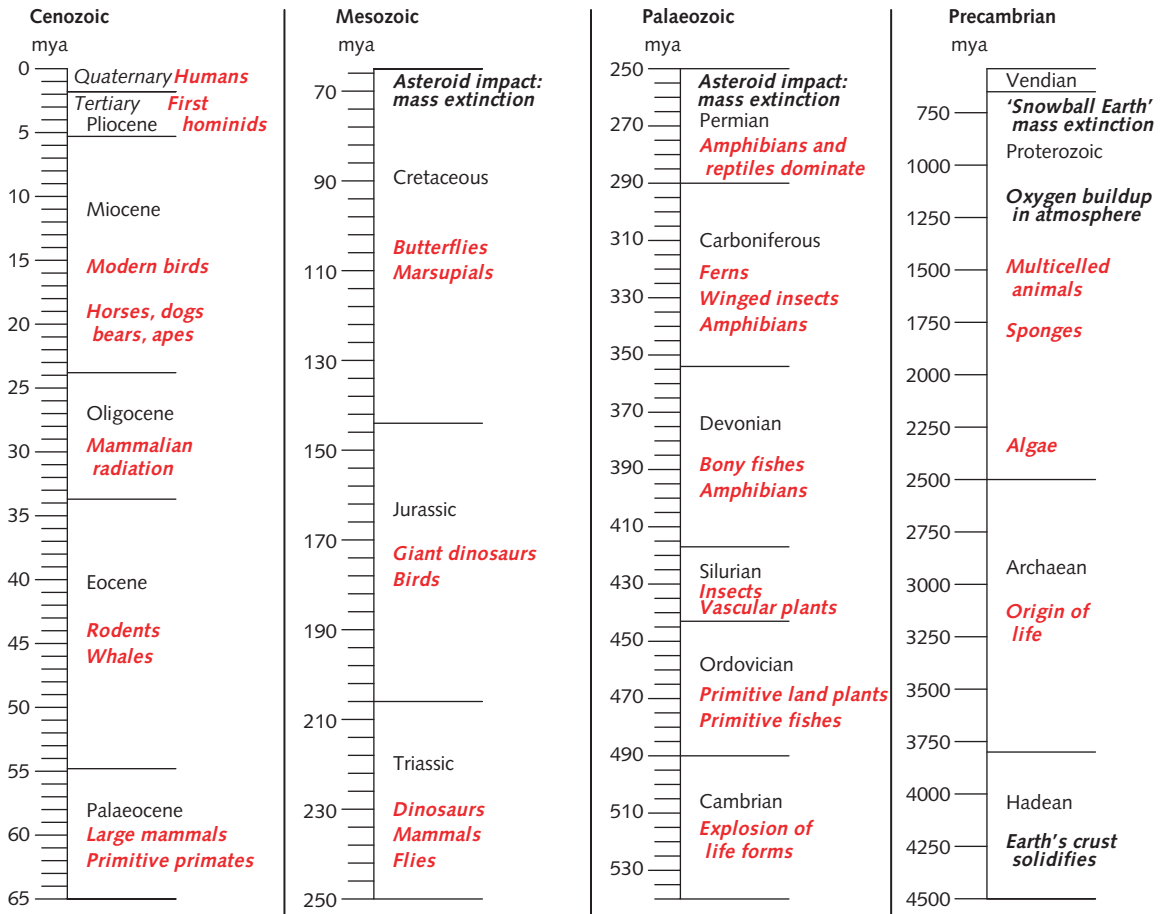 Cenozoic
mya
0
Quaternary Humans
Tertiary First
Pliocene hominids
5
10
Miocene
15
Modern birds
Horses, dogs
20
bears, apes
25
Oligocene
Mammalian
30
radiation
35
40
Eocene
Rodents
45
Whales
50
55
Palaeocene
60
Large mammals
Primitive primates
65
Mesozoic
mya
Asteroid impact:
70
mass extinction
90
Cretaceous
Butterflies
110
Marsupials
130
150
Jurassic
170
Giant dinosaurs
Birds
190
210
Triassic
230
Dinosaurs
Mammals
Flies
250
Palaeozoic
mya
250
Asteroid impact:
mass extinction
270
Permian
Amphibians and
reptiles dominate
290
310
Carboniferous
Ferns
330
Winged insects
Amphibians
350
370
Devonian
390
Bony fishes
Amphibians
410
Silurian
430
Insects
Vascular plants
450
Ordovician
470
Primitive land plants
Primitive fishes
490
Cambrian
510
Explosion of
life forms
530
Precambrian
mya
Vendian
750
‘Snowball Earth’
mass extinction
Proterozoic
1000
Oxygen buildup
1250
in atmosphere
1500
Multicelled
animals
1750
Sponges
2000
2250
Algae
2500
2750
Archaean
3000
Origin of
3250
life
3500
3750
4000
Hadean
4250
Earth’s crust
solidifies
4500